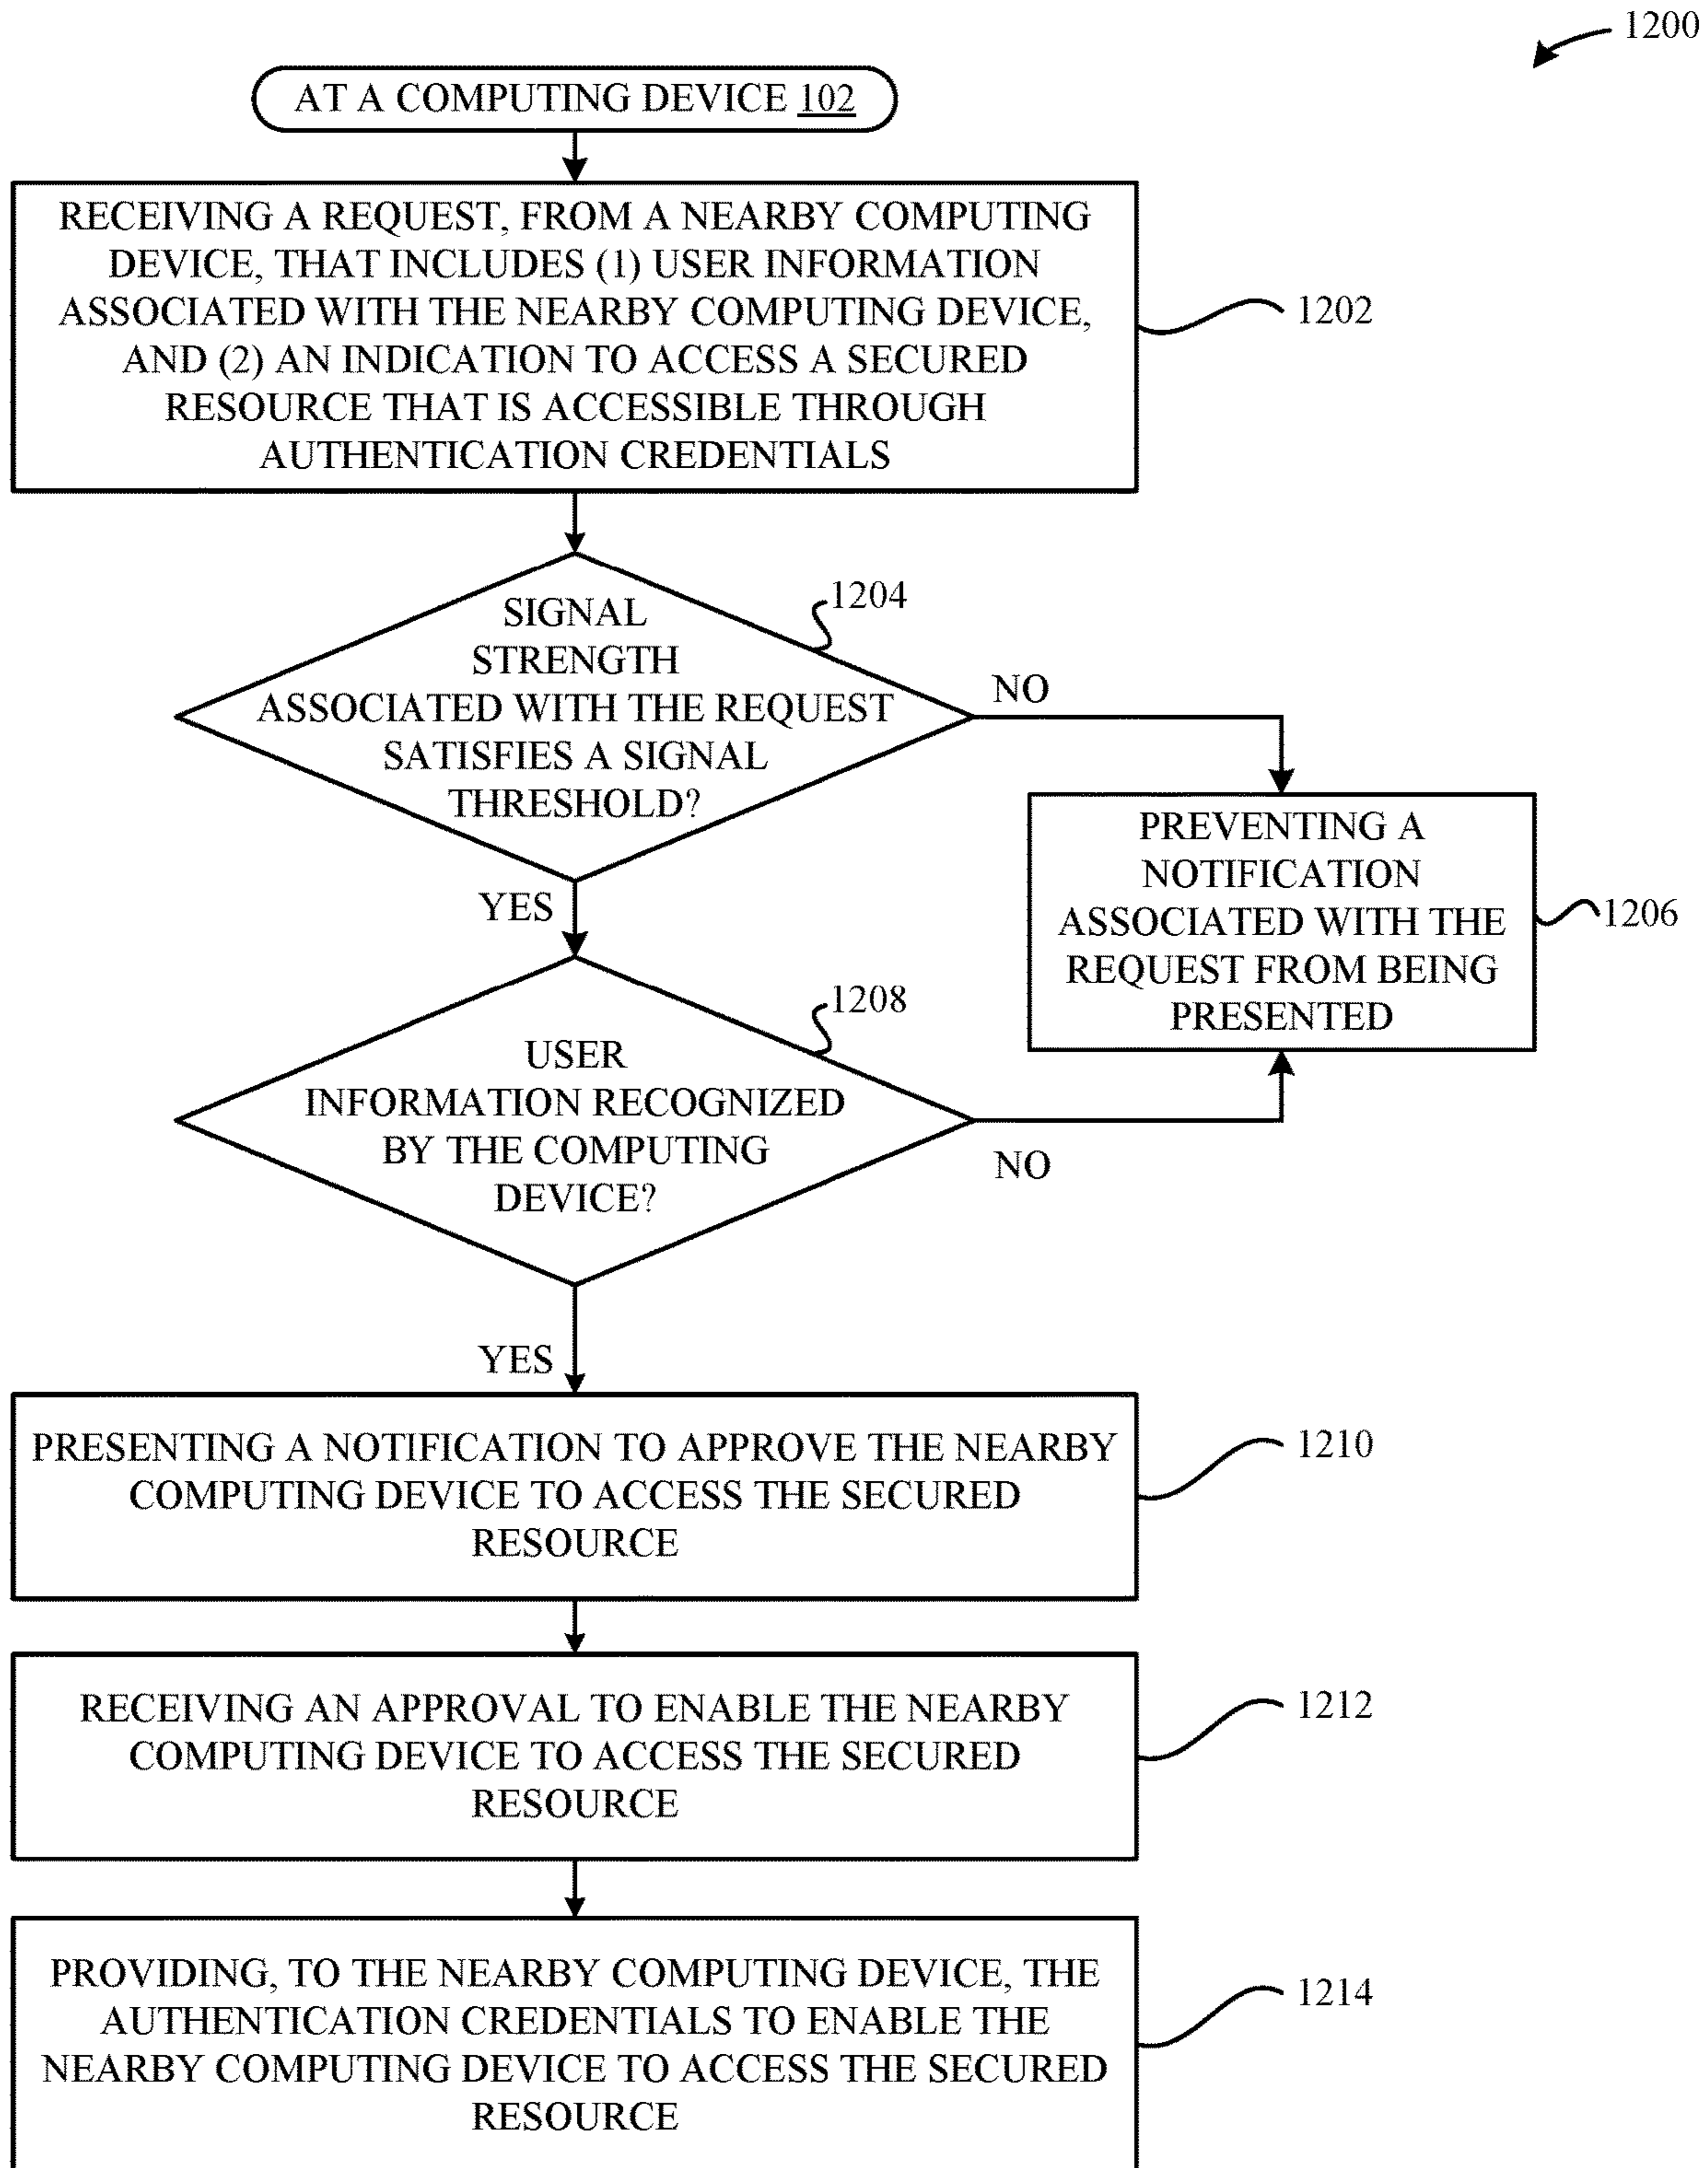 1200
AT A COMPUTING DEVICE 102
RECEIVING A REQUEST, FROM A NEARBY COMPUTING
DEVICE, THAT INCLUDES (1) USER INFORMATION
ASSOCIATED WITH THE NEARBY COMPUTING DEVICE,
AND (2) AN INDICATION TO ACCESS A SECURED
RESOURCE THAT IS ACCESSIBLE THROUGH
AUTHENTICATION CREDENTIALS
1202
SIGNAL
STRENGTH
ASSOCIATED WITH THE REQUEST
SATISFIES A SIGNAL
THRESHOLD?
1204
NO
YES
PREVENTING A
NOTIFICATION
ASSOCIATED WITH THE
REQUEST FROM BEING
PRESENTED
1206
USER
INFORMATION RECOGNIZED
BY THE COMPUTING
DEVICE?
1208
NO
YES
PRESENTING A NOTIFICATION TO APPROVE THE NEARBY
COMPUTING DEVICE TO ACCESS THE SECURED
RESOURCE
1210
RECEIVING AN APPROVAL TO ENABLE THE NEARBY
COMPUTING DEVICE TO ACCESS THE SECURED
RESOURCE
1212
PROVIDING, TO THE NEARBY COMPUTING DEVICE, THE
AUTHENTICATION CREDENTIALS TO ENABLE THE
NEARBY COMPUTING DEVICE TO ACCESS THE SECURED
RESOURCE
1214